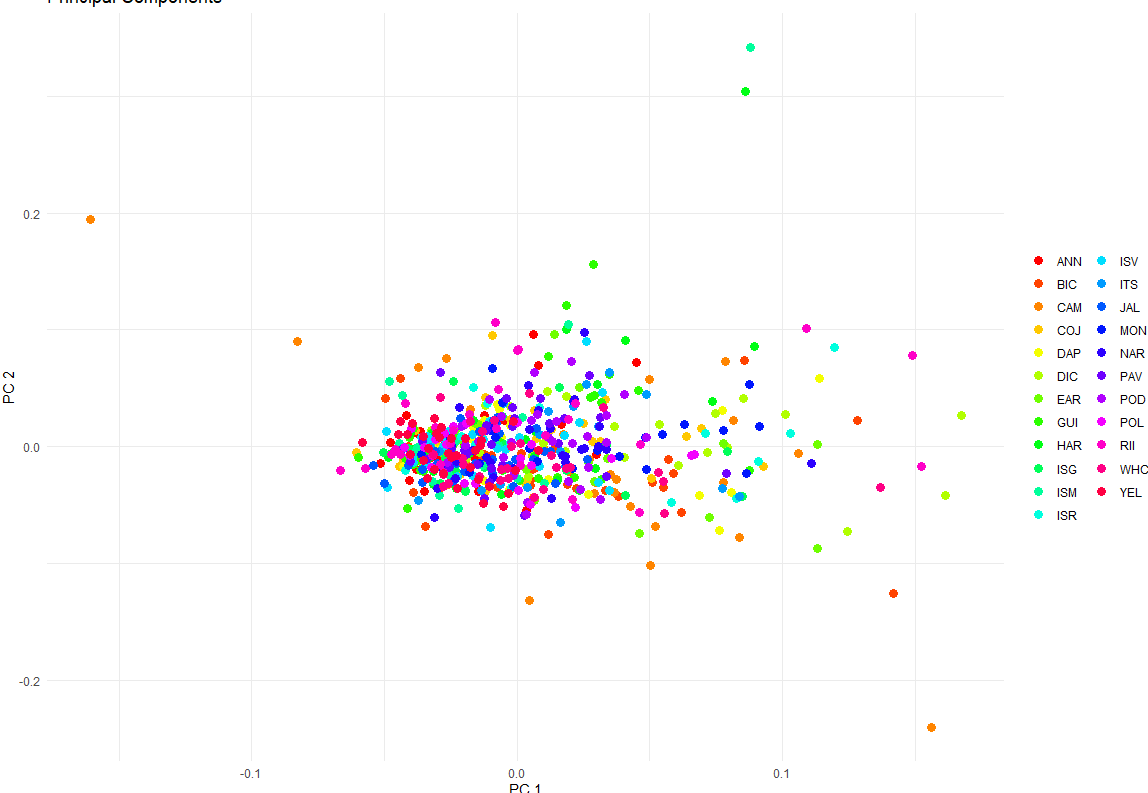 Principal Components
PC 2
0.2
0.0
-0.2
-0.1
0.0
0.1
PC 1
ANN
BIC
CAM
COJ
DAP
DIC
EAR
GUI
HAR
ISG
ISM
ISR
ISV
ITS
JAL
MON
NAR
PAV
POD
POL
RII
WHC
YEL